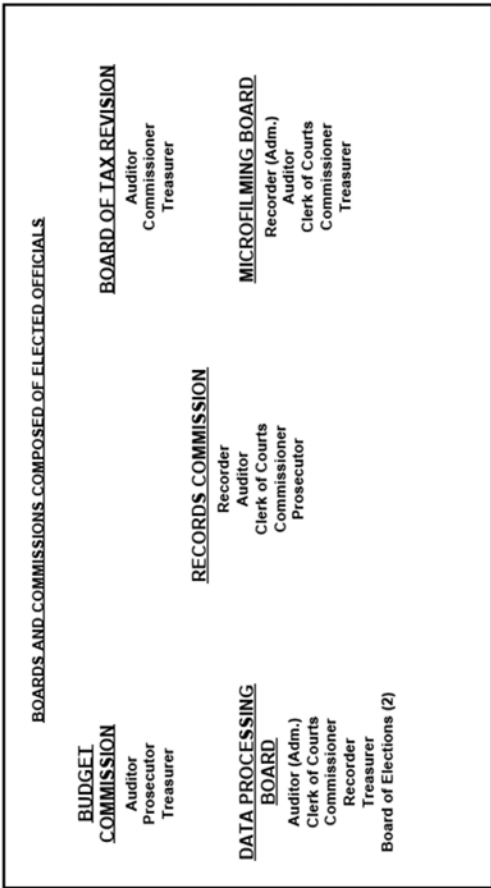 BOARDS AND COMMISSIONS COMPOSED OF ELECTED OFFICIALS
BUDGET
COMMISSION
Auditor
Prosecutor
Treasurer
BOARD OF TAX REVISION
Auditor
Commissioner
Treasurer
RECORDS COMMISSION
Recorder
Auditor
Clerk of Courts
Commissioner
Prosecutor
DATA PROCESSING
BOARD
Auditor (Adm.)
Clerk of Courts
Commissioner
Recorder
Treasurer
Board of Elections (2)
MICROFILMING BOARD
Recorder (Adm.)
Auditor
Clerk of Courts
Commissioner
Treasurer